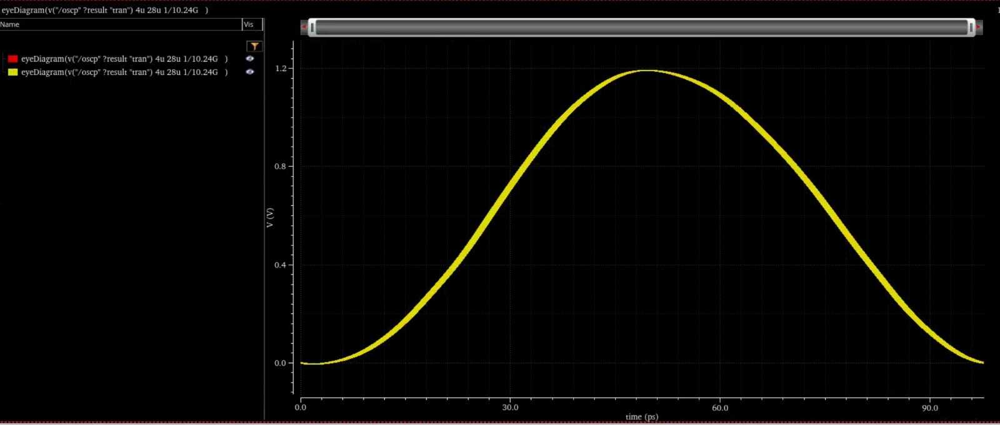 eyeDiagram(v("/oscp" ?result "tran") 4u 28u 1/10.24G )
Name Vis
eyeDiagram(v("/oscp" ?result "tran") 4u 28u 1/10.24G )
eyeDiagram(v("/oscp" ?result "tran") 4u 28u 1/10.24G )
1.2
0.8
V (V)
0.4
0.0
0.0 30.0 60.0 90.0
time (ps)